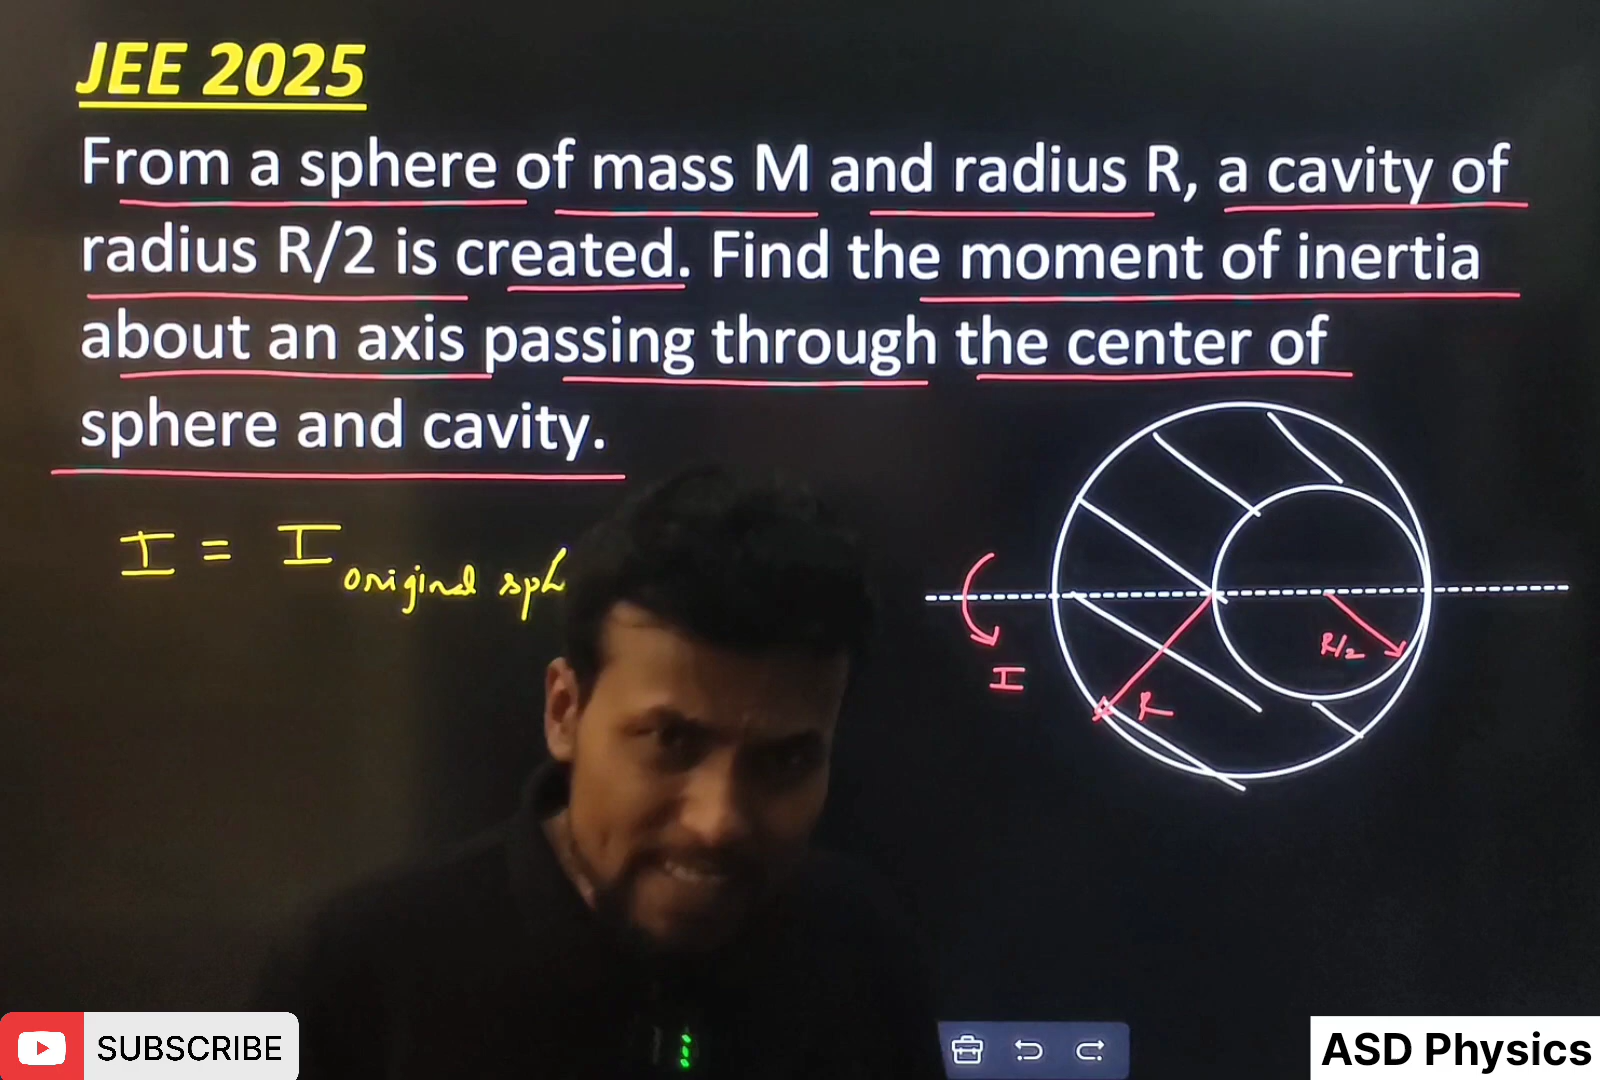 JEE 2025
From a sphere of mass M and radius R, a cavity of
radius R/2 is created. Find the moment of inertia
about an axis passing through the center of
sphere and cavity.
I = I original sph
R/2
I
R
SUBSCRIBE
ASD Physics